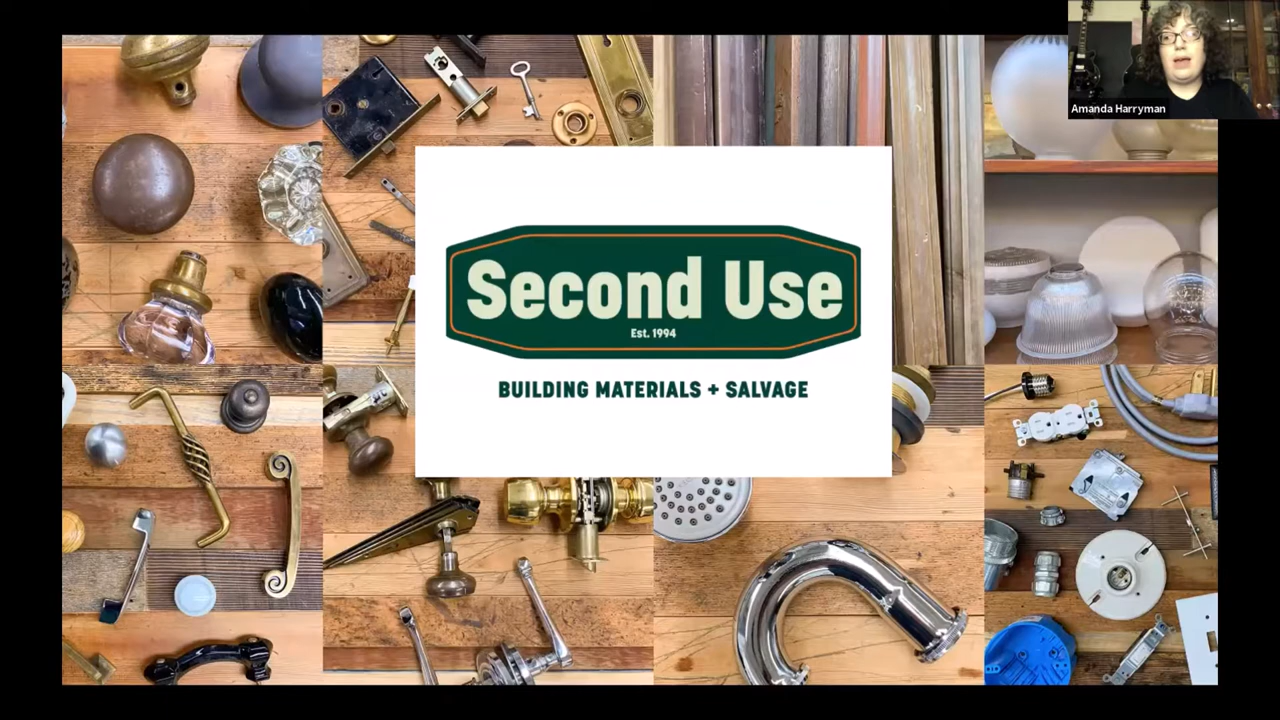 Amanda Harryman
Second Use
Est. 1994
BUILDING MATERIALS + SALVAGE